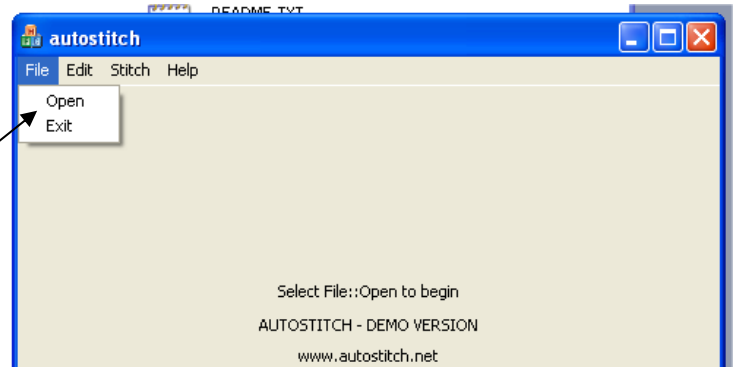 README.TXT
autostitch
File Edit Stitch Help
Open
Exit
Select File::Open to begin
AUTOSTITCH - DEMO VERSION
www.autostitch.net